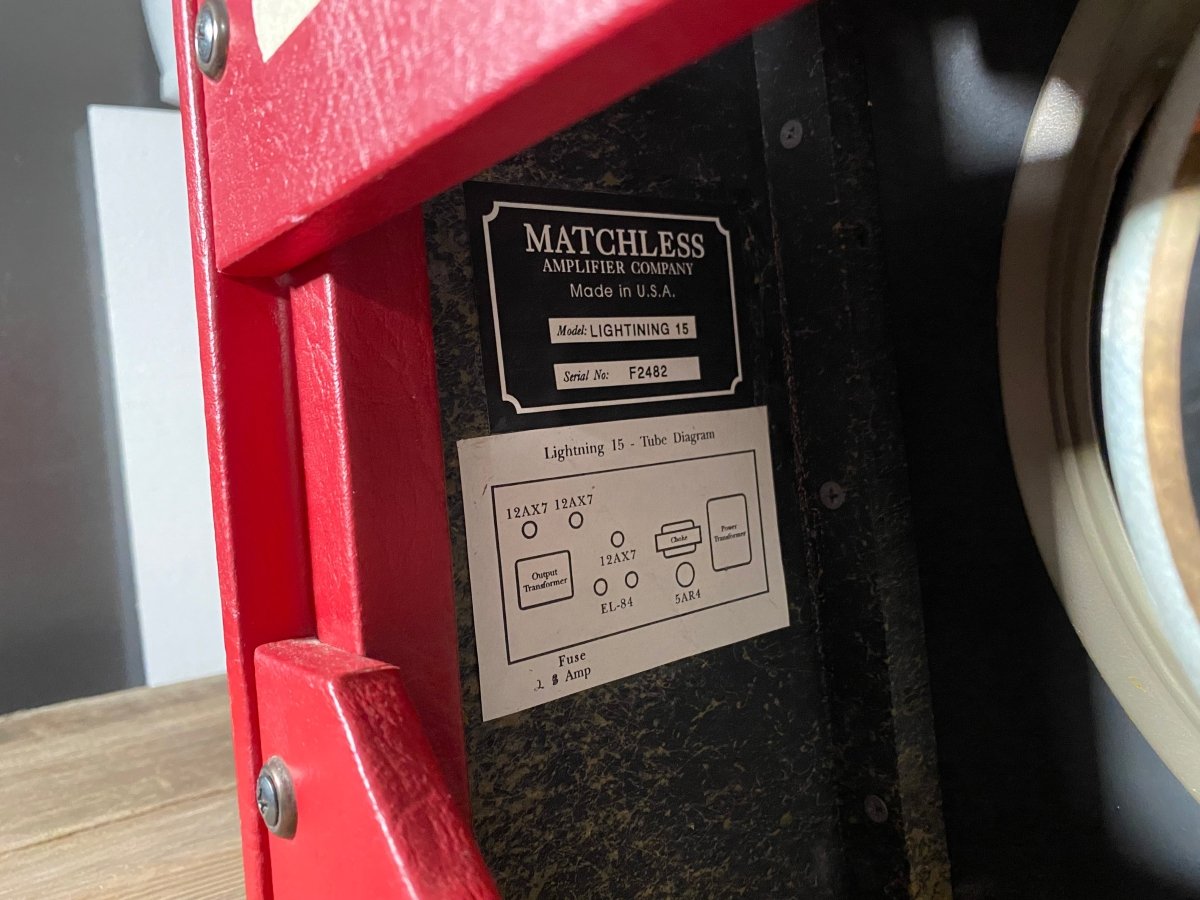 MATCHLESS
AMPLIFIER COMPANY
Made in U.S.A.
Model: LIGHTINING 15
Serial No: F2482
Lightning 15 - Tube Diagram
12AX7 12AX7
12AX7
Choke
Power
Transformer
Output
Transformer
EL-84
5AR4
Fuse
Amp